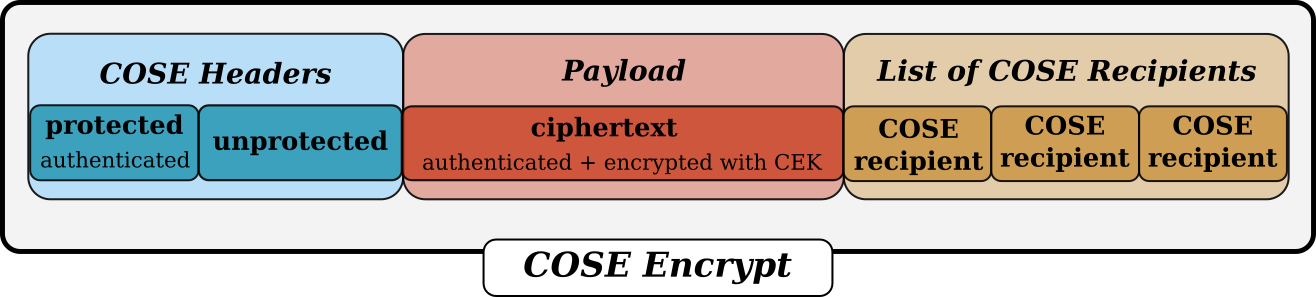 COSE Headers
protected
authenticated
unprotected
Payload
ciphertext
authenticated + encrypted with CEK
List of COSE Recipients
COSE
recipient
COSE
recipient
COSE
recipient
COSE Encrypt